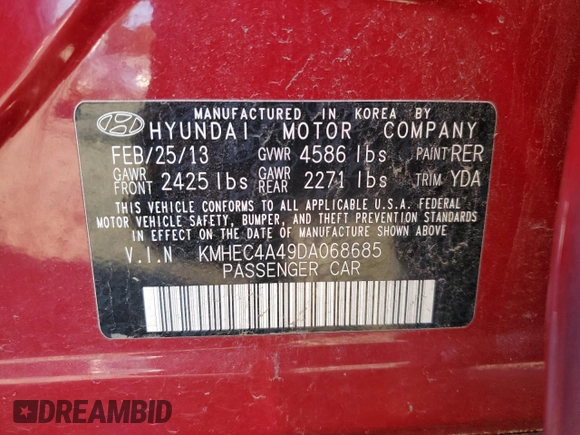 MANUFACTURED IN KOREA BY
HYUNDAI MOTOR COMPANY
FEB/25/13 GVWR 4586 lbs PAINT RER
GAWR FRONT 2425 lbs GAWR REAR 2271 lbs TRIM YDA
THIS VEHICLE CONFORMS TO ALL APPLICABLE U.S.A. FEDERAL
MOTOR VEHICLE SAFETY, BUMPER, AND THEFT PREVENTION STANDARDS
IN EFFECT ON THE DATE OF MANUFACTURE SHOWN ABOVE
V.I.N KMHEC4A49DA068685
PASSENGER CAR
DREAMBID